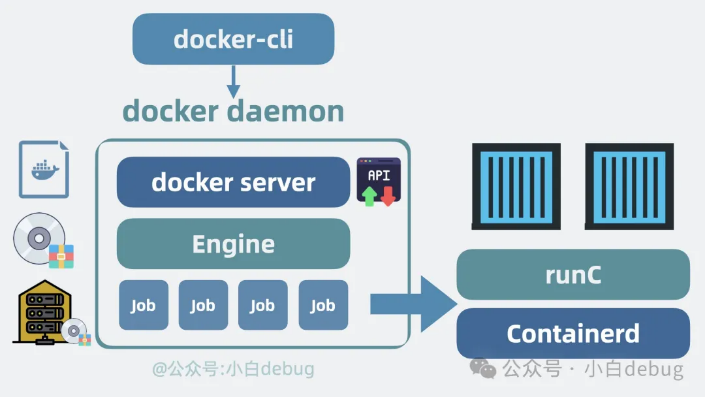 docker-cli
docker daemon
docker server
API
Engine
Job Job Job Job
runC
Containerd
@公众号:小白debug
公众号 · 小白debug